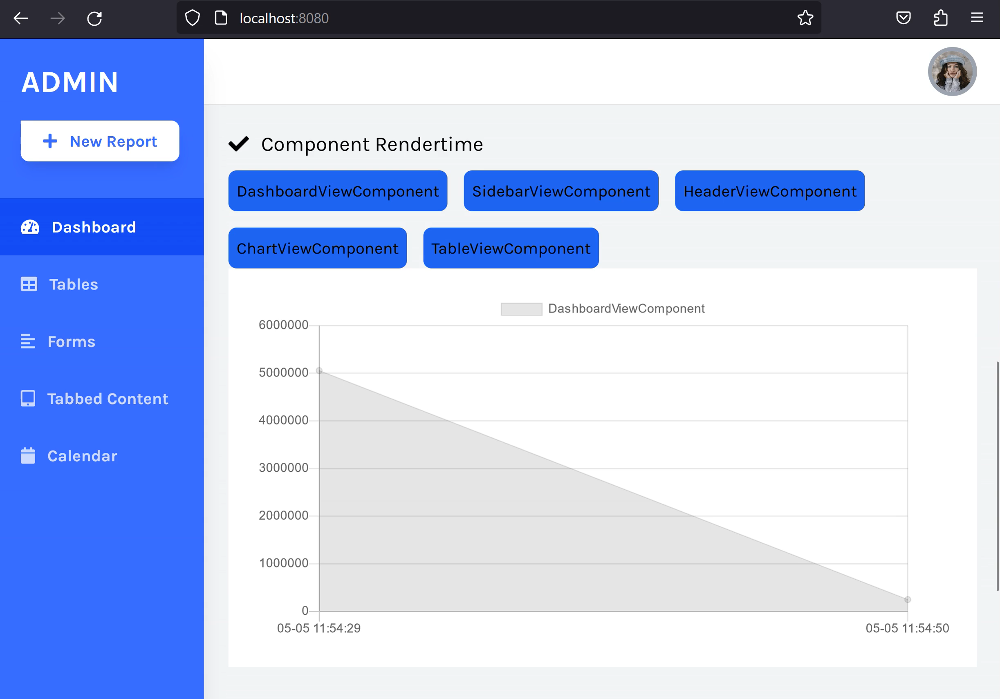 localhost:8080
ADMIN
New Report
Dashboard
Tables
Forms
Tabbed Content
Calendar
Component Rendertime
DashboardViewComponent SidebarViewComponent HeaderViewComponent
ChartViewComponent TableViewComponent
DashboardViewComponent
6000000
5000000
4000000
3000000
2000000
1000000
0
05-05 11:54:29 05-05 11:54:50